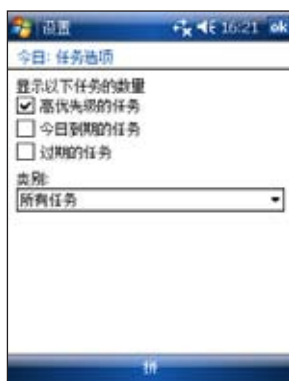 设置 16:21 ok
今日: 任务选项
显示以下任务的数量
高优先级的任务
今日到期的任务
过期的任务
类别:
所有任务
拼